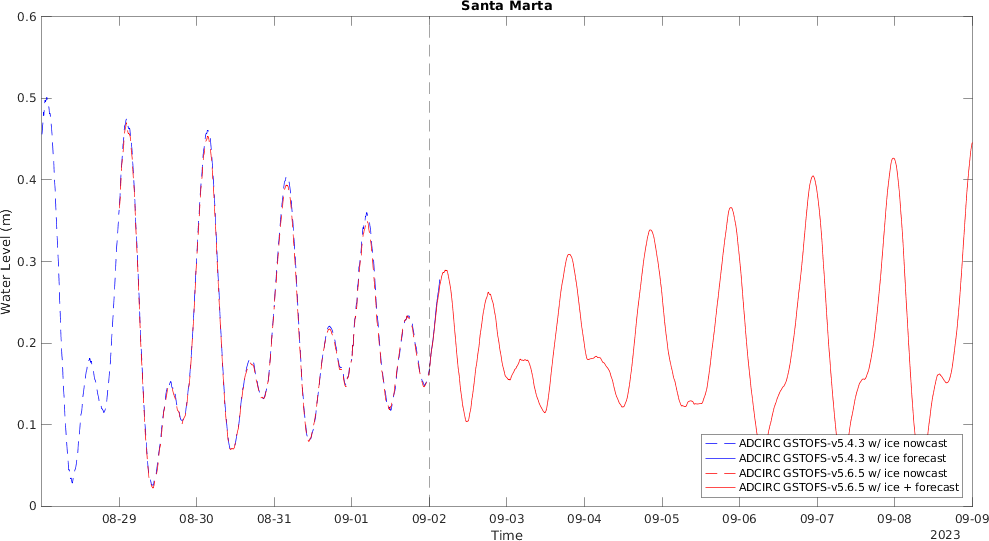 Santa Marta
0.6
0.5
0.4
0.3
0.2
0.1
0
Water Level (m)
08-29 08-30 08-31 09-01 09-02 09-03 09-04 09-05 09-06 09-07 09-08 09-09
Time
2023
ADCIRC GSTOFS-v5.4.3 w/ ice nowcast
ADCIRC GSTOFS-v5.4.3 w/ ice forecast
ADCIRC GSTOFS-v5.6.5 w/ ice nowcast
ADCIRC GSTOFS-v5.6.5 w/ ice + forecast